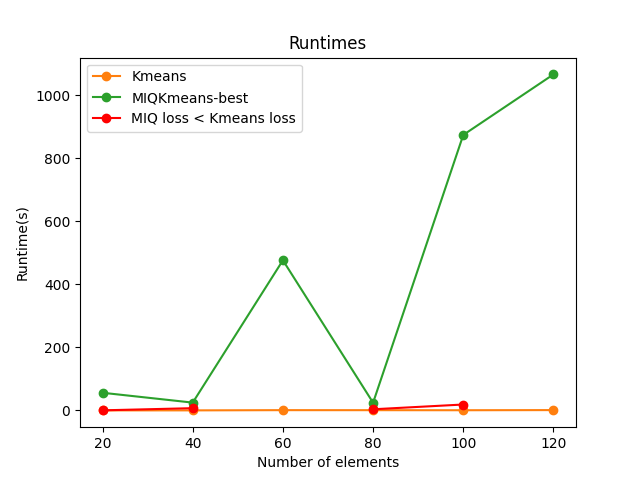 Runtimes
Kmeans
MIQKmeans-best
MIQ loss < Kmeans loss
Runtime(s)
1000
800
600
400
200
0
20 40 60 80 100 120
Number of elements